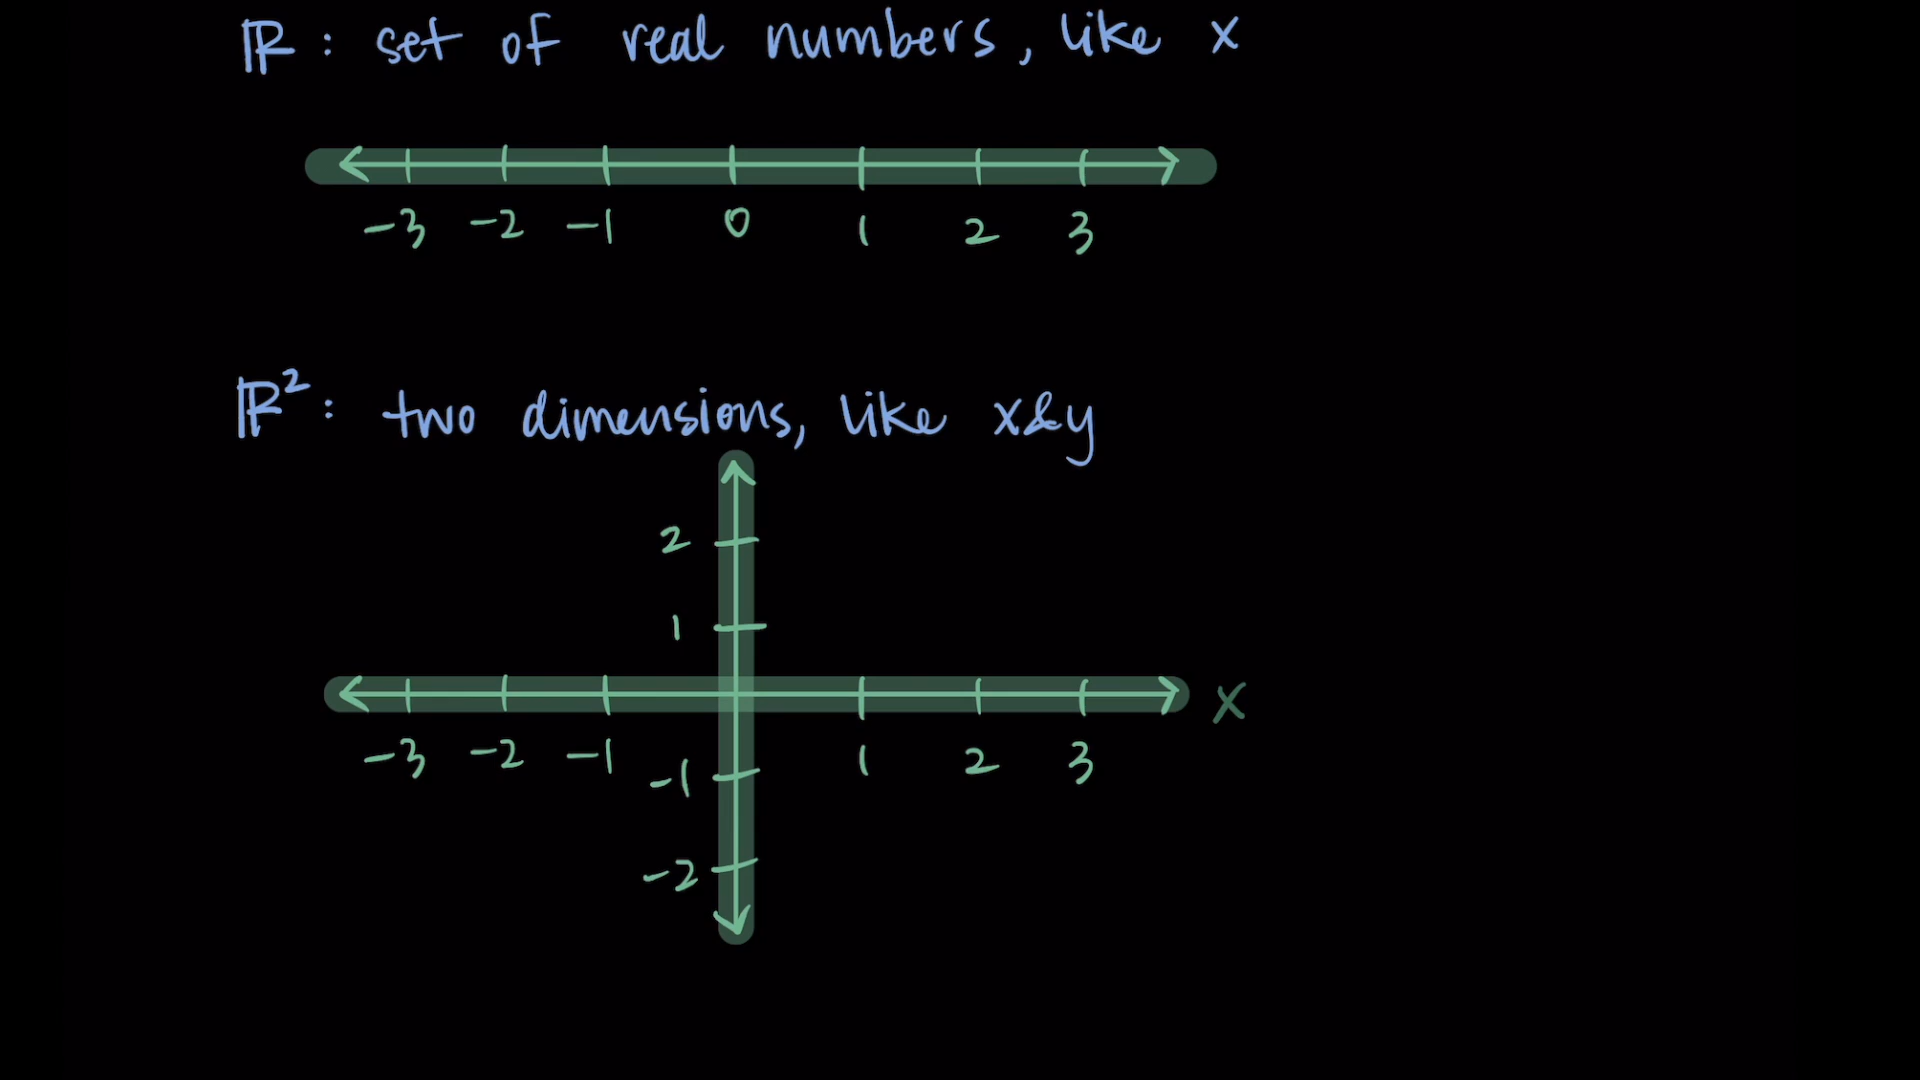 ℝ: set of real numbers, like x
-3 -2 -1 0 1 2 3
ℝ²: two dimensions, like x&y
2
1
x
-3 -2 -1 1 2 3
-1
-2